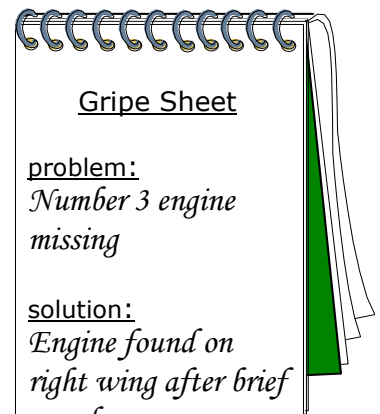 Gripe Sheet
problem:
Number 3 engine
missing
solution:
Engine found on
right wing after brief